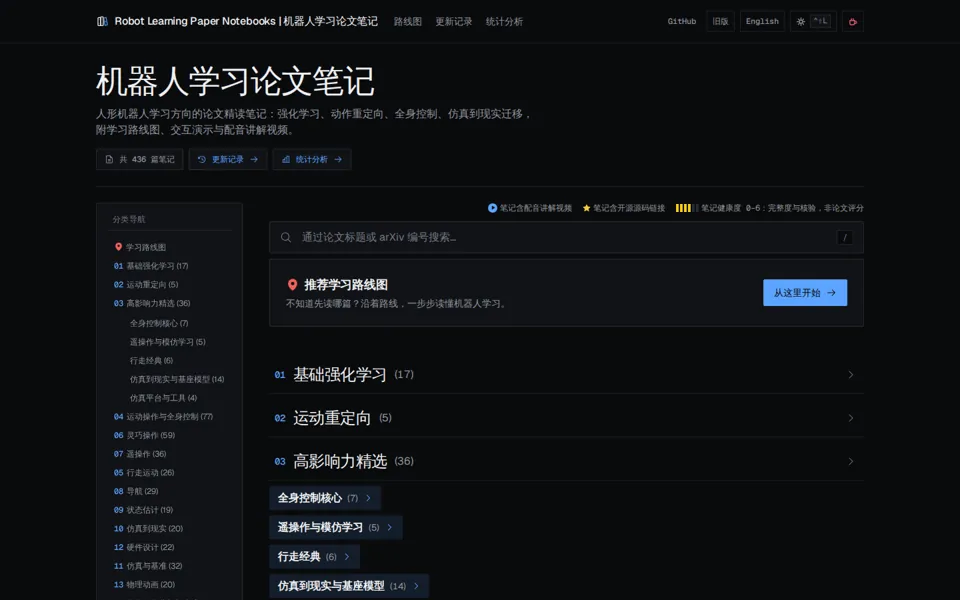 Robot Learning Paper Notebooks | 机器人学习论文笔记 路线图 更新记录 统计分析 GitHub 旧版 English ⌃⇧L
机器人学习论文笔记
人形机器人学习方向的论文精读笔记：强化学习、动作重定向、全身控制、仿真到现实迁移，
附学习路线图、交互演示与配音讲解视频。
共 436 篇笔记 更新记录 → 统计分析 →
笔记含配音讲解视频 笔记含开源源码链接 笔记健康度 0–6：完整度与核验，非论文评分
分类导航
学习路线图
01 基础强化学习 (17)
02 运动重定向 (5)
03 高影响力精选 (36)
全身控制核心 (7)
遥操作与模仿学习 (5)
行走经典 (6)
仿真到现实与基座模型 (14)
仿真平台与工具 (4)
04 运动操作与全身控制 (77)
06 灵巧操作 (59)
07 遥操作 (36)
05 行走运动 (26)
08 导航 (29)
09 状态估计 (19)
10 仿真到现实 (20)
12 硬件设计 (22)
11 仿真与基准 (32)
13 物理动画 (20)
通过论文标题或 arXiv 编号搜索… /
推荐学习路线图
不知道先读哪篇？沿着路线，一步步读懂机器人学习。
从这里开始 →
01 基础强化学习 (17)
02 运动重定向 (5)
03 高影响力精选 (36)
全身控制核心 (7)
遥操作与模仿学习 (5)
行走经典 (6)
仿真到现实与基座模型 (14)